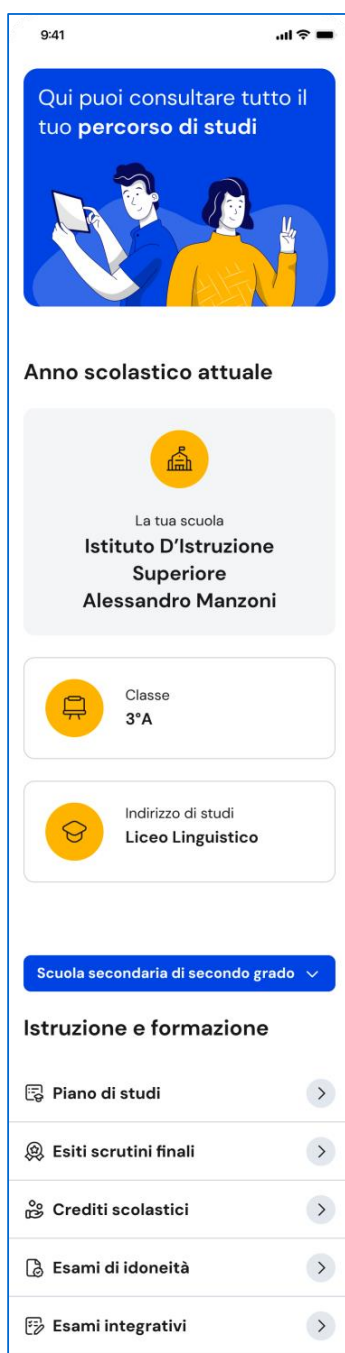 9:41
Qui puoi consultare tutto il
tuo percorso di studi
Anno scolastico attuale
La tua scuola
Istituto D’Istruzione
Superiore
Alessandro Manzoni
Classe
3°A
Indirizzo di studi
Liceo Linguistico
Scuola secondaria di secondo grado
Istruzione e formazione
Piano di studi
Esiti scrutini finali
Crediti scolastici
Esami di idoneità
Esami integrativi